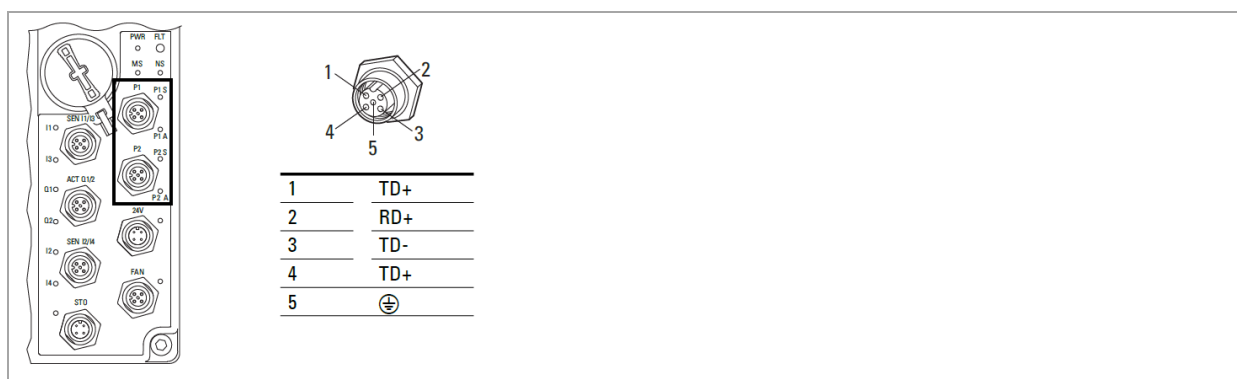 PWR FLT
MS NS
P1 P1 S
SEN I1/I3
I1
P1 A
I3
P2 P2 S
ACT Q1/2
Q1
P2 A
24V
Q2
SEN I2/I4
I2
FAN
I4
STO
1 2
4 3
5
1 TD+
2 RD+
3 TD-
4 TD+
5